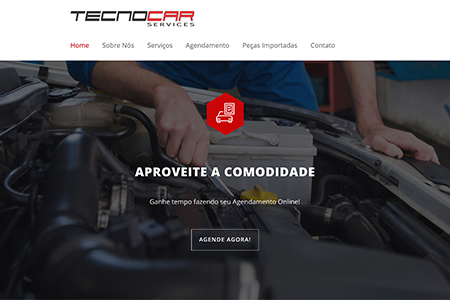 TECNOCAR
SERVICES
Home Sobre Nós Serviços Agendamento Peças Importadas Contato
APROVEITE A COMODIDADE
Ganhe tempo fazendo seu Agendamento Online!
AGENDE AGORA!